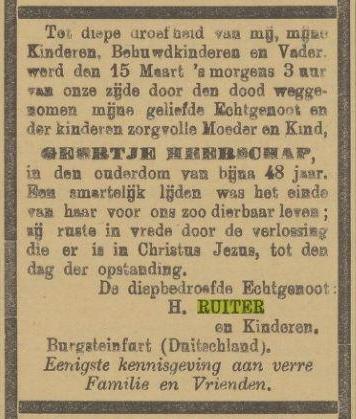 Tot diepe droefheid van mij, mijne
Kinderen, Behuwdkinderen en Vader
werd den 15 Maart 's morgens 3 uur
van onze zijde door den dood wegge-
nomen mijne geliefde Echtgenoot en
der kinderen zorgvolle Moeder en Kind,
GEERTJE HEERSCHAP,
in den ouderdom van bijna 48 jaar.
Een smartelijk lijden was het einde
van haar voor ons zoo dierbaar leven;
zij ruste in vrede door de verlossing
die er is in Christus Jezus, tot den
dag der opstanding.
De diepbedroefde Echtgenoot:
H. RUITER
en Kinderen.
Burgsteinfurt (Duitschland).
Eenigste kennisgeving aan verre
Familie en Vrienden.